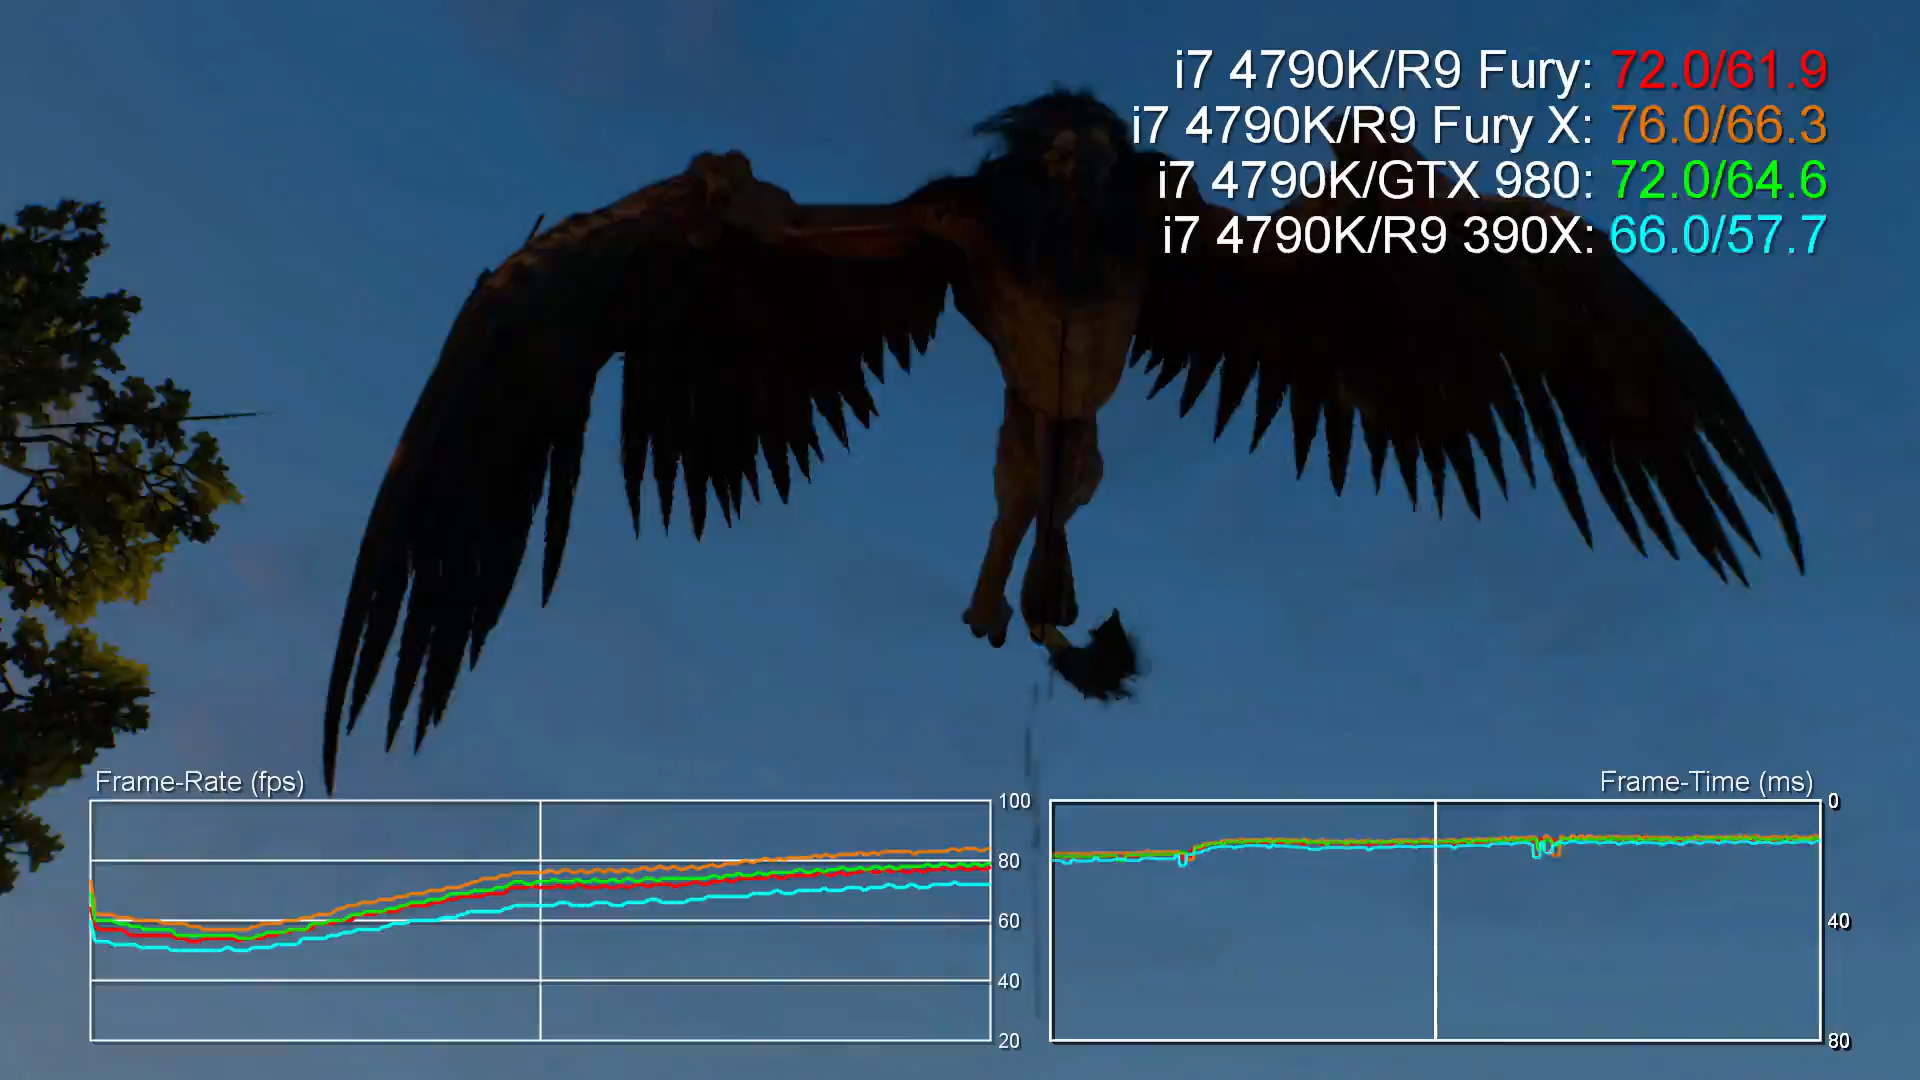 i7 4790K/R9 Fury: 72.0/61.9
i7 4790K/R9 Fury X: 76.0/66.3
i7 4790K/GTX 980: 72.0/64.6
i7 4790K/R9 390X: 66.0/57.7
Frame-Rate (fps)
100
80
60
40
20
Frame-Time (ms)
0
40
80